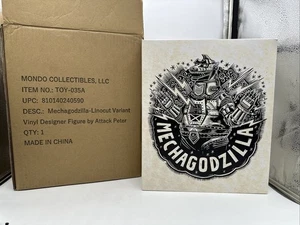 MONDO COLLECTIBLES, LLC
ITEM NO.: TOY-035A
UPC: 810140240590
DESC.: Mechagodzilla-Linocut Variant
Vinyl Designer Figure by Attack Peter
QTY: 1
MADE IN CHINA
MECHAGODZILLA